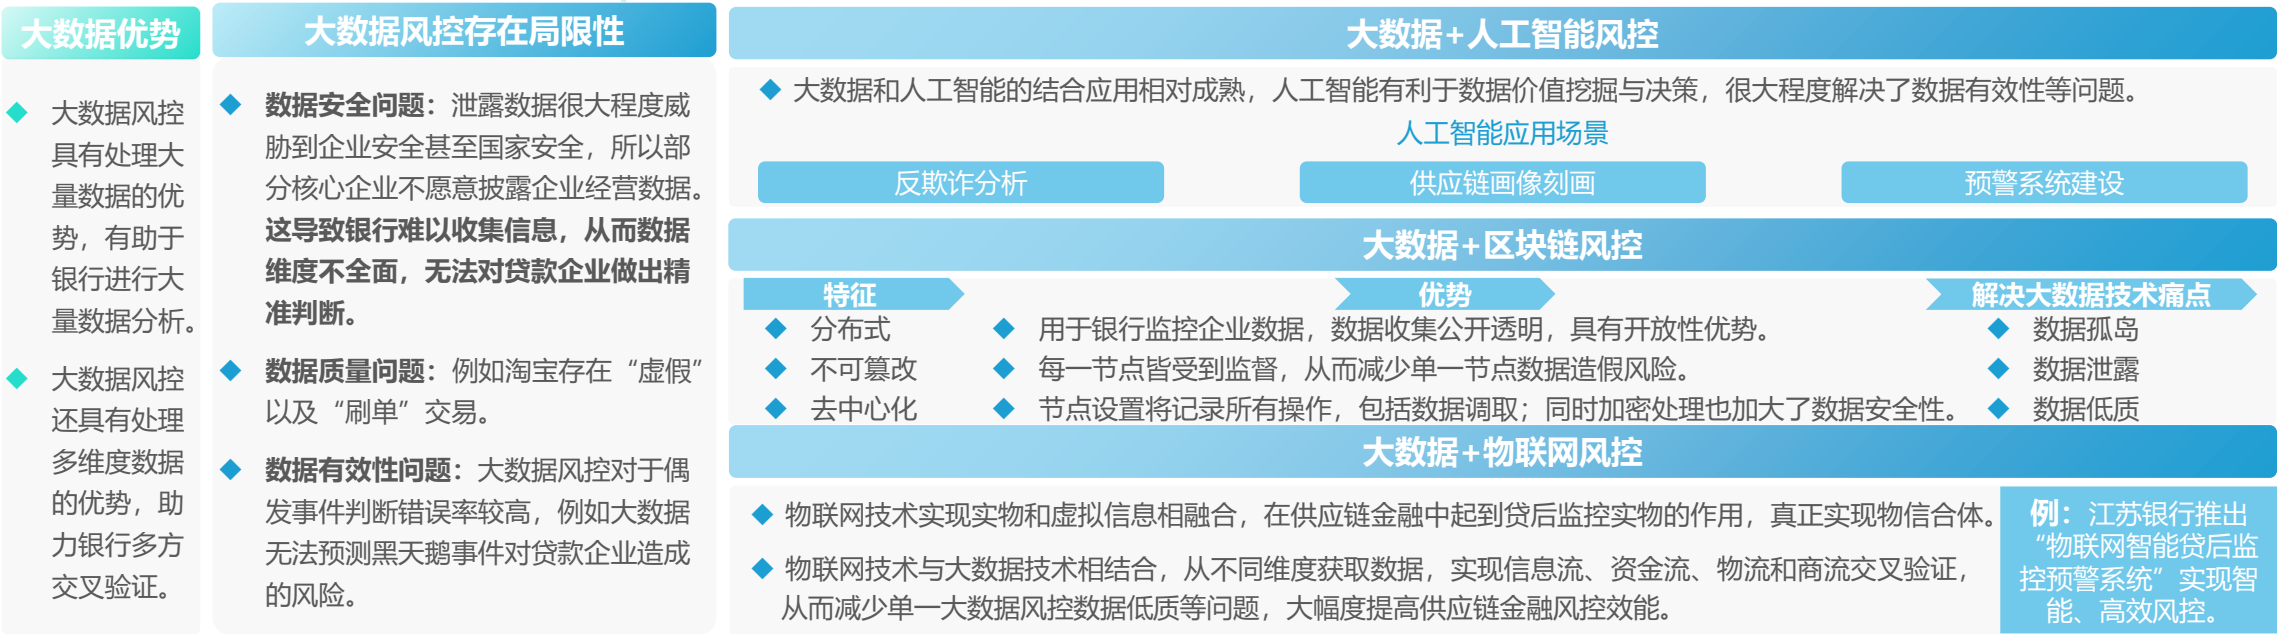 大数据优势
大数据风控
具有处理大
量数据的优
势，有助于
银行进行大
量数据分析。
大数据风控
还具有处理
多维度数据
的优势，助
力银行多方
交叉验证。
大数据风控存在局限性
数据安全问题：泄露数据很大程度威
胁到企业安全甚至国家安全，所以部
分核心企业不愿意披露企业经营数据。
这导致银行难以收集信息，从而数据
维度不全面，无法对贷款企业做出精
准判断。
数据质量问题：例如淘宝存在“虚假”
以及“刷单”交易。
数据有效性问题：大数据风控对于偶
发事件判断错误率较高，例如大数据
无法预测黑天鹅事件对贷款企业造成
的风险。
大数据+人工智能风控
大数据和人工智能的结合应用相对成熟，人工智能有利于数据价值挖掘与决策，很大程度解决了数据有效性等问题。
人工智能应用场景
反欺诈分析
供应链画像刻画
预警系统建设
大数据+区块链风控
特征
分布式
不可篡改
去中心化
优势
用于银行监控企业数据，数据收集公开透明，具有开放性优势。
每一节点皆受到监督，从而减少单一节点数据造假风险。
节点设置将记录所有操作，包括数据调取；同时加密处理也加大了数据安全性。
解决大数据技术痛点
数据孤岛
数据泄露
数据低质
大数据+物联网风控
物联网技术实现实物和虚拟信息相融合，在供应链金融中起到贷后监控实物的作用，真正实现物信合体。
物联网技术与大数据技术相结合，从不同维度获取数据，实现信息流、资金流、物流和商流交叉验证，
从而减少单一大数据风控数据低质等问题，大幅度提高供应链金融风控效能。
例：江苏银行推出
“物联网智能贷后监
控预警系统”实现智
能、高效风控。